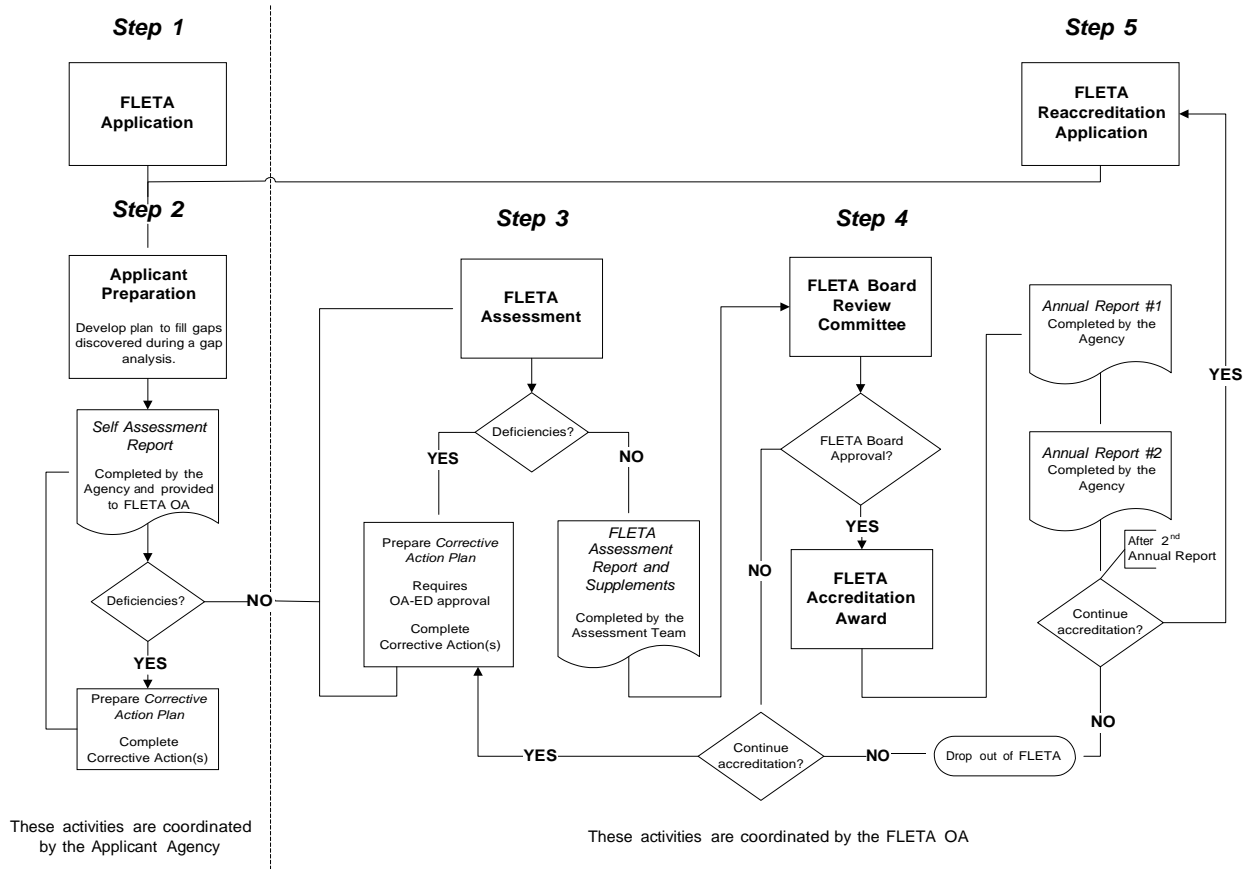 Step 1
FLETA
Application
Step 2
Applicant
Preparation
Develop plan to fill gaps
discovered during a gap
analysis.
Self Assessment
Report
Completed by the
Agency and provided
to FLETA OA
Deficiencies?
NO
YES
Prepare Corrective
Action Plan
Complete
Corrective Action(s)
These activities are coordinated
by the Applicant Agency
Step 3
FLETA
Assessment
Deficiencies?
YES
NO
Prepare Corrective
Action Plan
Requires
OA-ED approval
Complete
Corrective Action(s)
FLETA
Assessment
Report and
Supplements
Completed by the
Assessment Team
Step 4
FLETA Board
Review
Committee
FLETA Board
Approval?
YES
NO
FLETA
Accreditation
Award
Continue
accreditation?
YES
NO
Drop out of FLETA
Step 5
FLETA
Reaccreditation
Application
Annual Report #1
Completed by the
Agency
Annual Report #2
Completed by the
Agency
After 2nd
Annual Report
Continue
accreditation?
YES
NO
These activities are coordinated by the FLETA OA